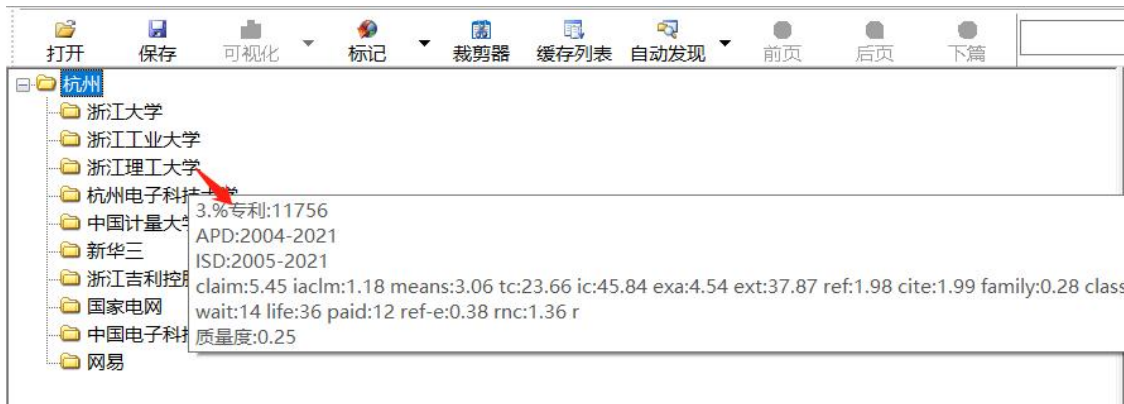 打开 保存 可视化 标记 裁剪器 缓存列表 自动发现 前页 后页 下篇
杭州
浙江大学
浙江工业大学
浙江理工大学
杭州电子科技大学
中国计量大学
新华三
浙江吉利控股
国家电网
中国电子科技
网易
3.%专利:11756
APD:2004-2021
ISD:2005-2021
claim:5.45 iaclm:1.18 means:3.06 tc:23.66 ic:45.84 exa:4.54 ext:37.87 ref:1.98 cite:1.99 family:0.28 class
wait:14 life:36 paid:12 ref-e:0.38 rnc:1.36 r
质量度:0.25